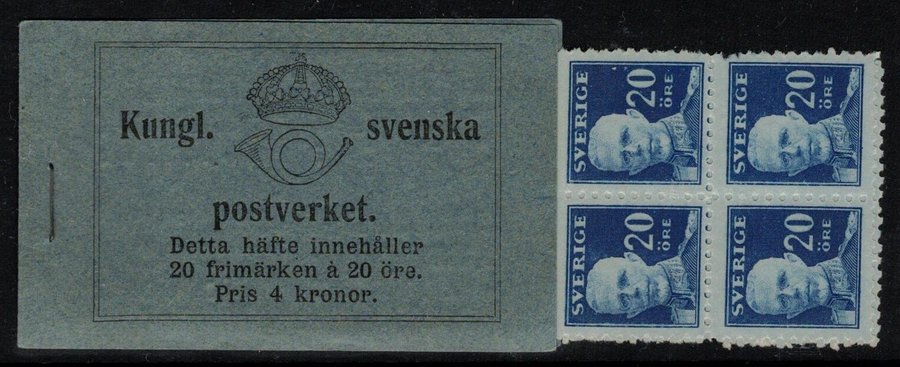 Kungl. svenska
postverket.
Detta häfte innehåller
20 frimärken à 20 öre.
Pris 4 kronor.
SVERIGE
20
ÖRE
SVERIGE
20
ÖRE
SVERIGE
20
ÖRE
SVERIGE
20
ÖRE